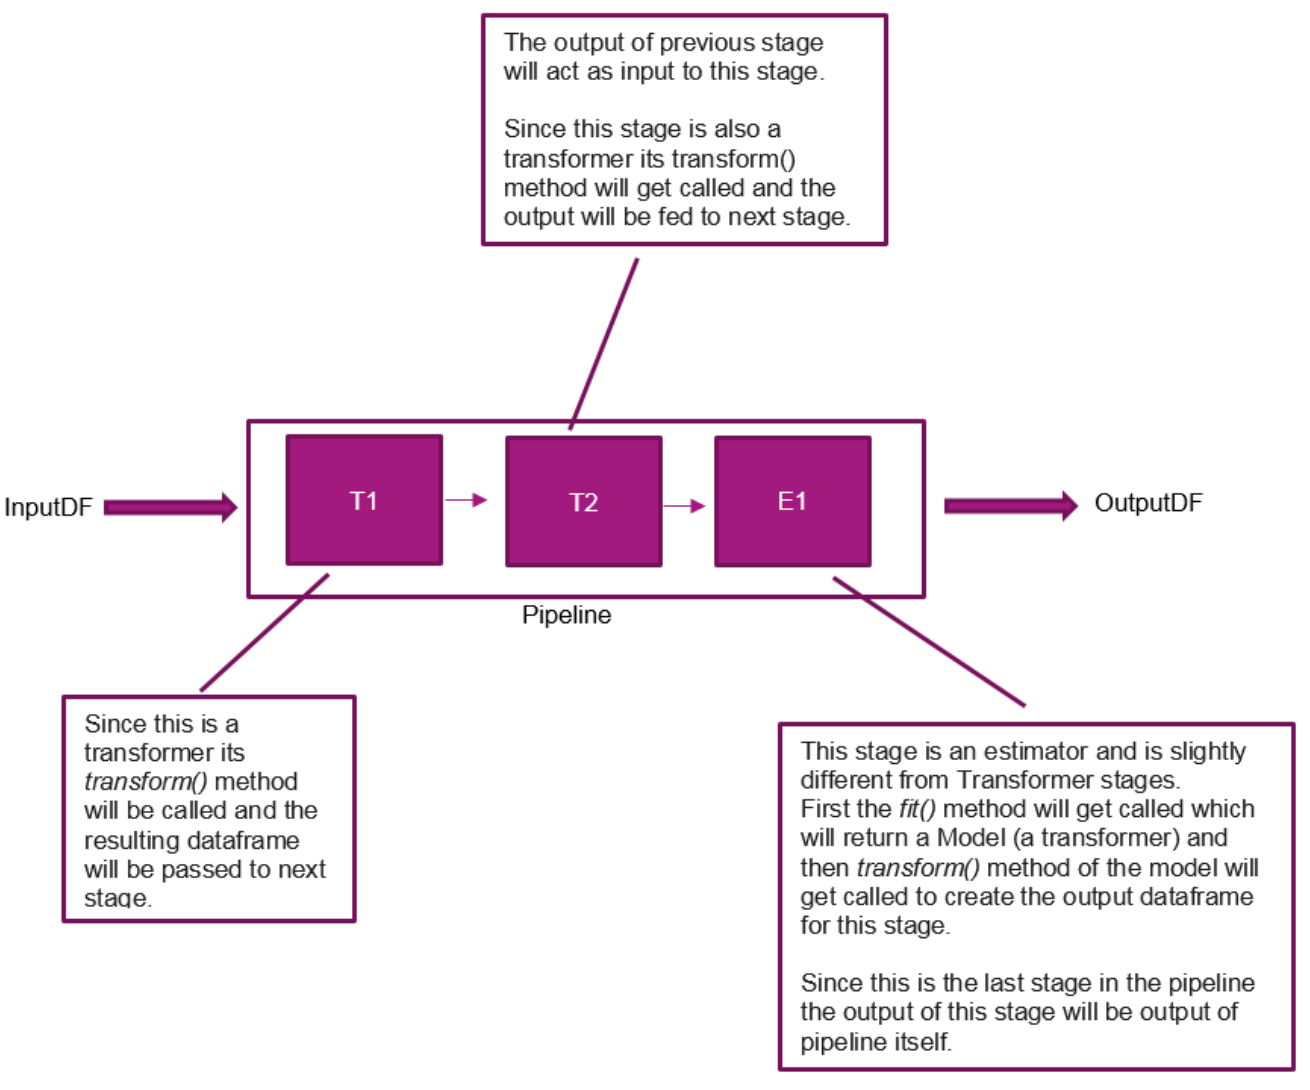 The output of previous stage
will act as input to this stage.
Since this stage is also a
transformer its transform()
method will get called and the
output will be fed to next stage.
InputDF
T1
T2
E1
OutputDF
Pipeline
Since this is a
transformer its
transform() method
will be called and the
resulting dataframe
will be passed to next
stage.
This stage is an estimator and is slightly
different from Transformer stages.
First the fit() method will get called which
will return a Model (a transformer) and
then transform() method of the model will
get called to create the output dataframe
for this stage.
Since this is the last stage in the pipeline
the output of this stage will be output of
pipeline itself.